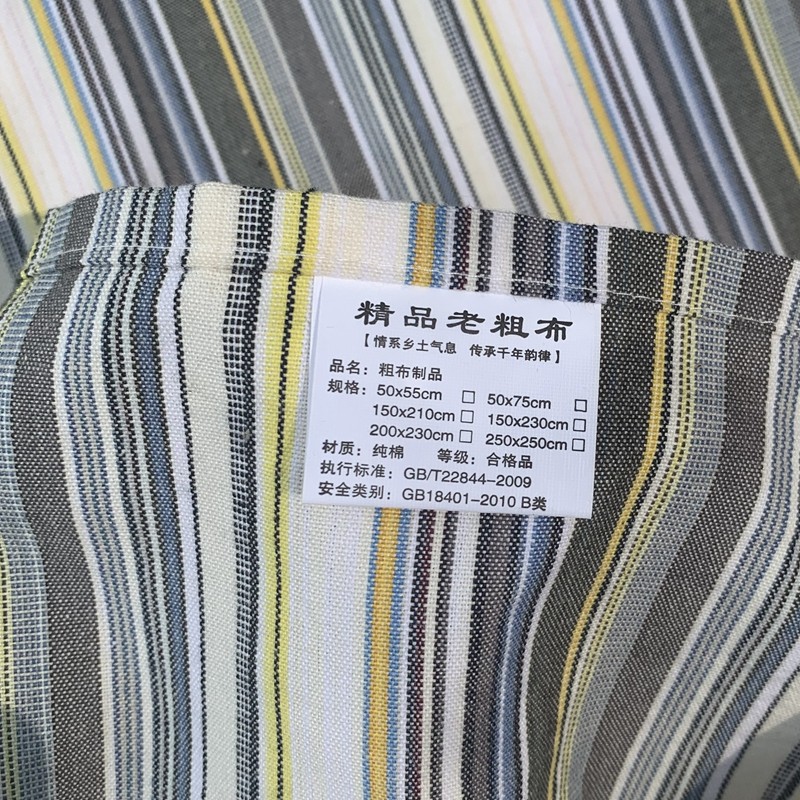 精品老粗布
【情系乡土气息 传承千年韵律】
品名：粗布制品
规格：50x55cm □ 50x75cm □
150x210cm □ 150x230cm □
200x230cm □ 250x250cm □
材质：纯棉 等级：合格品
执行标准：GB/T22844-2009
安全类别：GB18401-2010 B类